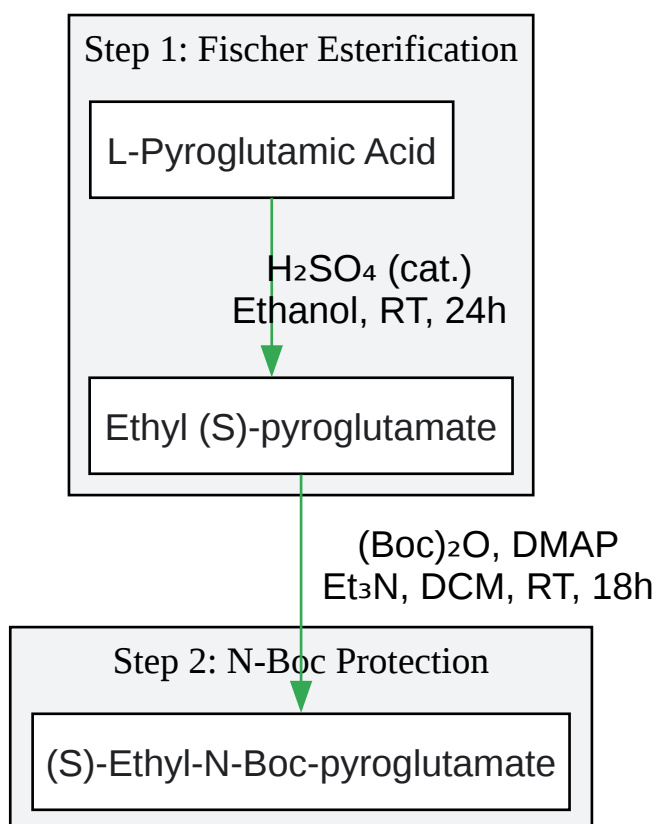 Step 1: Fischer Esterification
L-Pyroglutamic Acid
H₂SO₄ (cat.)
Ethanol, RT, 24h
Ethyl (S)-pyroglutamate
(Boc)₂O, DMAP
Et₃N, DCM, RT, 18h
Step 2: N-Boc Protection
(S)-Ethyl-N-Boc-pyroglutamate